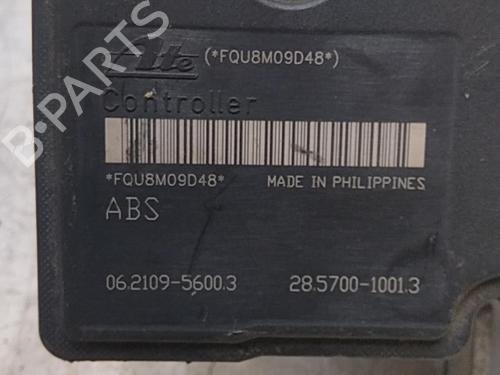 Ate (*FQU8M09D48*)
Controller
*FQU8M09D48* MADE IN PHILIPPINES
ABS
06.2109-5600.3 28.5700-1001.3
B-PARTS